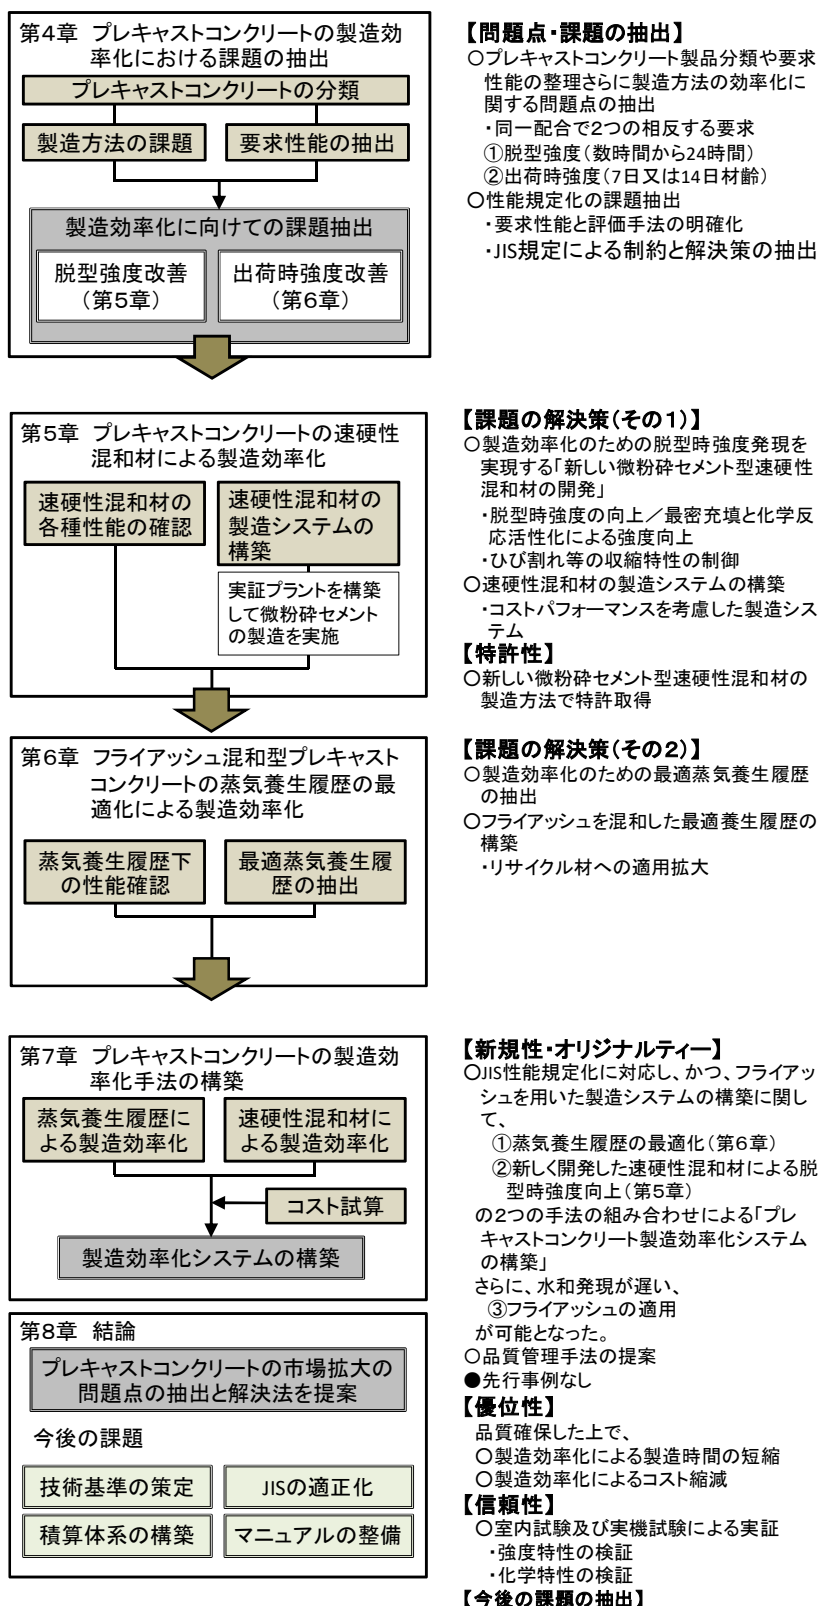 第4章 プレキャストコンクリートの製造効
率化における課題の抽出
プレキャストコンクリートの分類
製造方法の課題
要求性能の抽出
製造効率化に向けての課題抽出
脱型強度改善
（第5章）
出荷時強度改善
（第6章）
【問題点・課題の抽出】
○プレキャストコンクリート製品分類や要求
性能の整理さらに製造方法の効率化に
関する問題点の抽出
・同一配合で2つの相反する要求
①脱型強度（数時間から24時間）
②出荷時強度（7日又は14日材齢）
○性能規定化の課題抽出
・要求性能と評価手法の明確化
・JIS規定による制約と解決策の抽出
第5章 プレキャストコンクリートの速硬性
混和材による製造効率化
速硬性混和材の
各種性能の確認
速硬性混和材の
製造システムの
構築
実証プラントを構築
して微粉砕セメント
の製造を実施
【課題の解決策（その1）】
○製造効率化のための脱型時強度発現を
実現する「新しい微粉砕セメント型速硬性
混和材の開発」
・脱型時強度の向上／最密充填と化学反
応活性化による強度向上
・ひび割れ等の収縮特性の制御
○速硬性混和材の製造システムの構築
・コストパフォーマンスを考慮した製造シス
テム
【特許性】
○新しい微粉砕セメント型速硬性混和材の
製造方法で特許取得
第6章 フライアッシュ混和型プレキャスト
コンクリートの蒸気養生履歴の最
適化による製造効率化
蒸気養生履歴下
の性能確認
最適蒸気養生履
歴の抽出
【課題の解決策（その2）】
○製造効率化のための最適蒸気養生履歴
の抽出
○フライアッシュを混和した最適養生履歴の
構築
・リサイクル材への適用拡大
第7章 プレキャストコンクリートの製造効
率化手法の構築
蒸気養生履歴に
よる製造効率化
速硬性混和材に
よる製造効率化
コスト試算
製造効率化システムの構築
第8章 結論
プレキャストコンクリートの市場拡大の
問題点の抽出と解決法を提案
今後の課題
技術基準の策定
JISの適正化
積算体系の構築
マニュアルの整備
【新規性・オリジナルティー】
○JIS性能規定化に対応し、かつ、フライアッ
シュを用いた製造システムの構築に関し
て、
①蒸気養生履歴の最適化（第6章）
②新しく開発した速硬性混和材による脱
型時強度向上（第5章）
の2つの手法の組み合わせによる「プレ
キャストコンクリート製造効率化システム
の構築」
さらに、水和発現が遅い、
③フライアッシュの適用
が可能となった。
○品質管理手法の提案
●先行事例なし
【優位性】
品質確保した上で、
○製造効率化による製造時間の短縮
○製造効率化によるコスト縮減
【信頼性】
○室内試験及び実機試験による実証
・強度特性の検証
・化学特性の検証
【今後の課題の抽出】